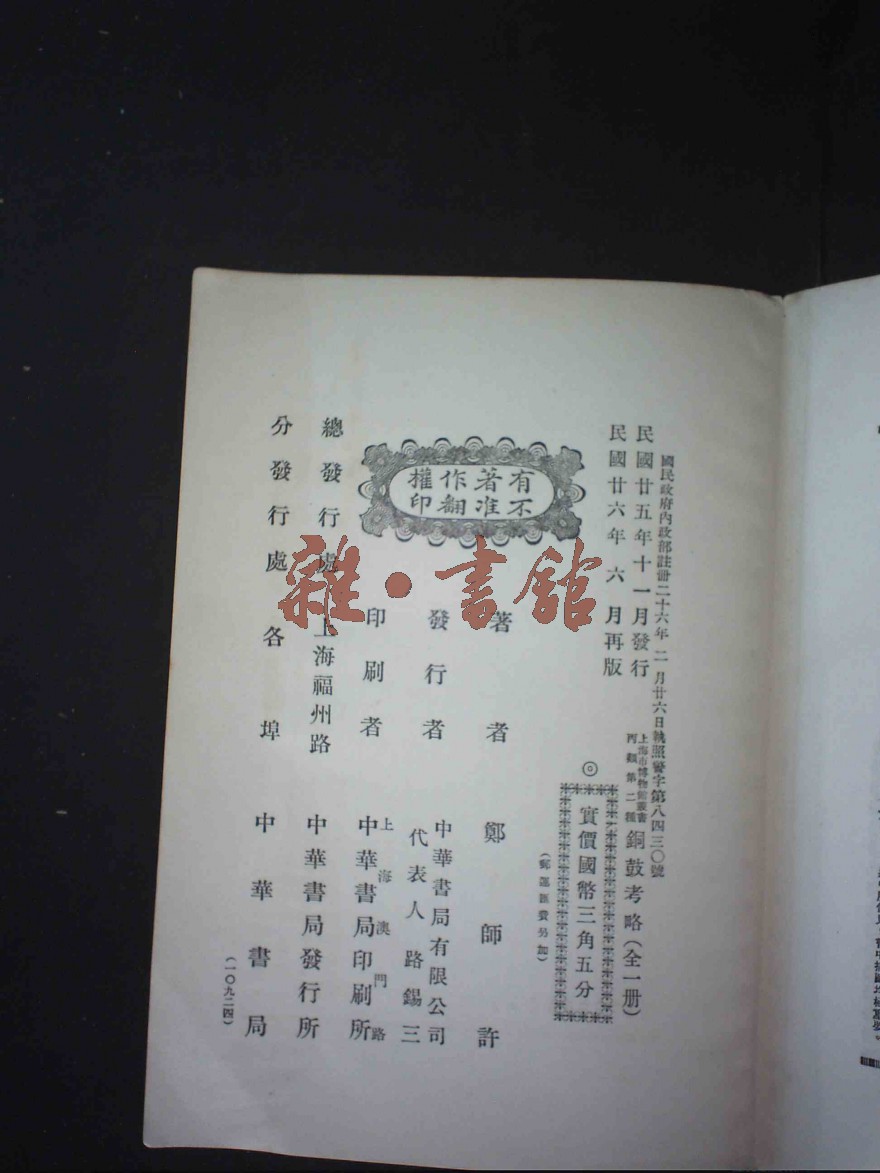 國民政府內政部註冊二十六年二月廿六日執照警字第八四三〇號
民國廿五年十一月發行
民國廿六年六月再版
上海市博物館叢書
丙類第二種
銅鼓考略（全一册）
◎實價國幣三角五分
（郵運匯費另加）
有著作權
不准翻印
著者 鄭師許
發行者 中華書局有限公司
代表人 路錫三
印刷者 上海澳門路
中華書局印刷所
總發行處 上海福州路 中華書局發行所
分發行處 各埠 中華書局
（一〇九二四）
雜·書館